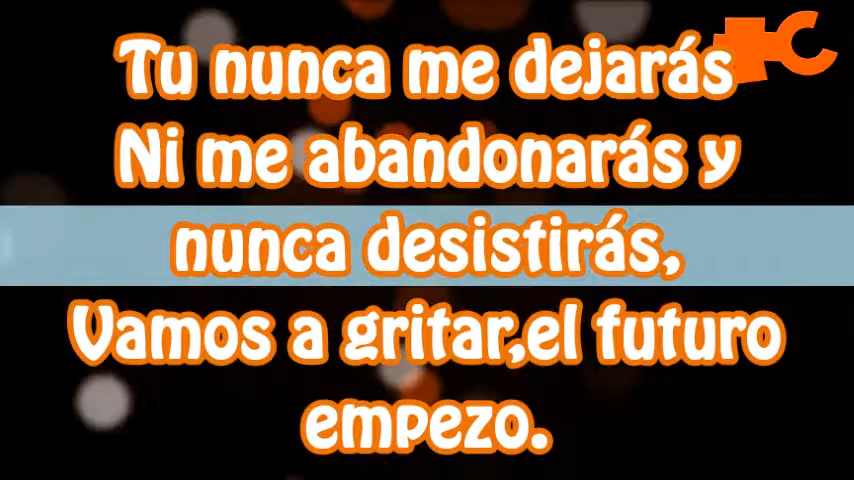 Tu nunca me dejarás
Ni me abandonarás y
nunca desistirás,
Vamos a gritar,el futuro
empezo.